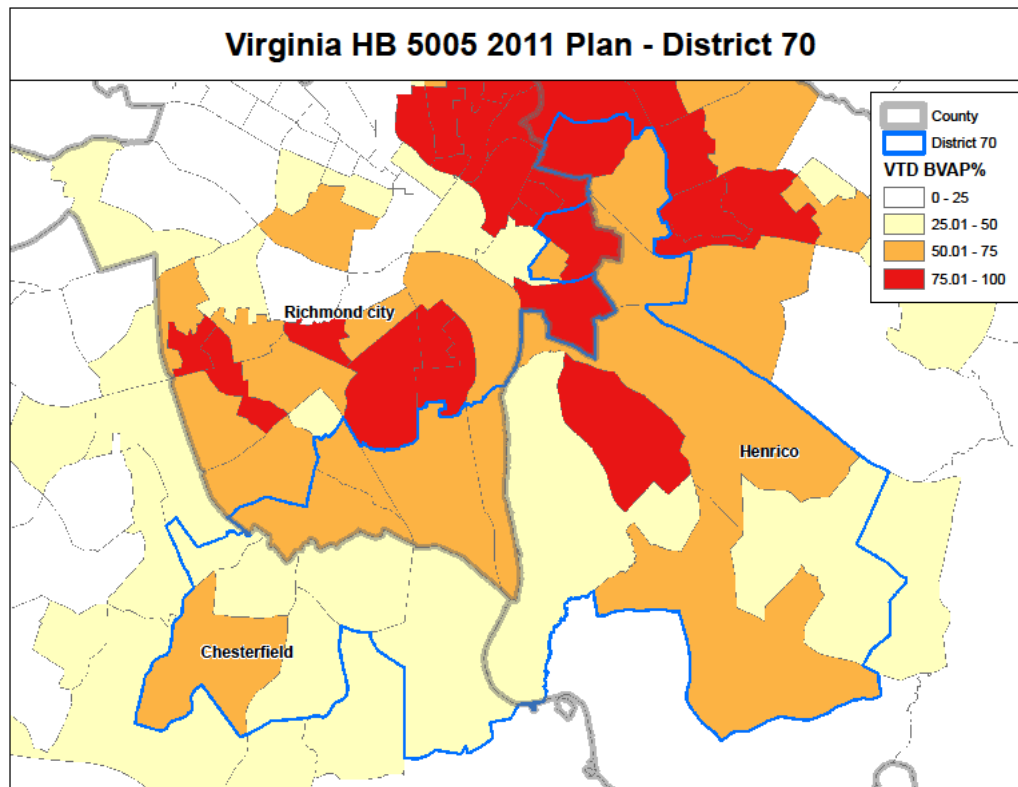 Virginia HB 5005 2011 Plan - District 70
County
District 70
VTD BVAP%
0 - 25
25.01 - 50
50.01 - 75
75.01 - 100
Richmond city
Henrico
Chesterfield